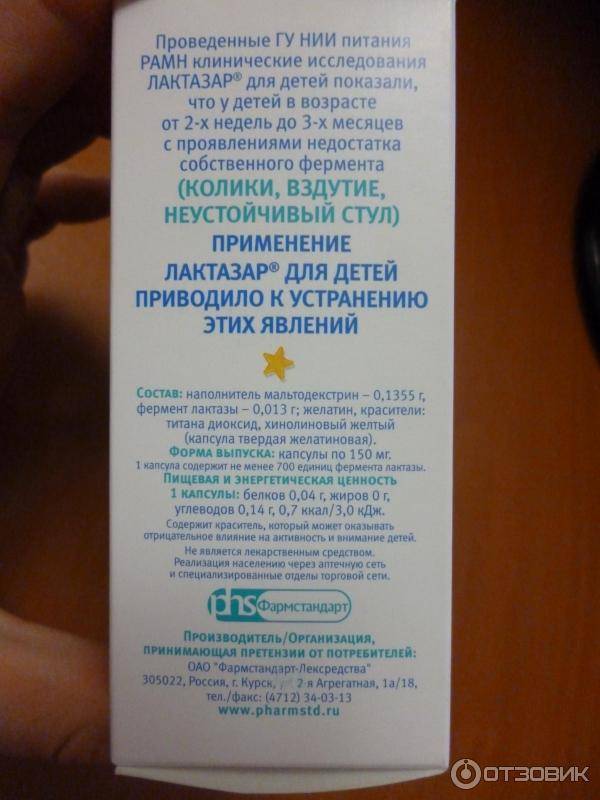 Проведенные ГУ НИИ питания
РАМН клинические исследования
ЛАКТАЗАР® для детей показали,
что у детей в возрасте
от 2-х недель до 3-х месяцев
с проявлениями недостатка
собственного фермента
(КОЛИКИ, ВЗДУТИЕ,
НЕУСТОЙЧИВЫЙ СТУЛ)
ПРИМЕНЕНИЕ
ЛАКТАЗАР® ДЛЯ ДЕТЕЙ
ПРИВОДИЛО К УСТРАНЕНИЮ
ЭТИХ ЯВЛЕНИЙ
Состав: наполнитель мальтодекстрин – 0,1355 г,
фермент лактазы – 0,013 г; желатин, красители:
титана диоксид, хинолиновый желтый
(капсула твердая желатиновая).
Форма выпуска: капсулы по 150 мг.
1 капсула содержит не менее 700 единиц фермента лактазы.
Пищевая и энергетическая ценность
1 капсулы: белков 0,04 г, жиров 0 г,
углеводов 0,14 г, 0,7 ккал/3,0 кДж.
Содержит краситель, который может оказывать
отрицательное влияние на активность и внимание детей.
Не является лекарственным средством.
Реализация населению через аптечную сеть
и специализированные отделы торговой сети.
phs Фармстандарт
Производитель/Организация,
принимающая претензии от потребителей:
ОАО "Фармстандарт-Лексредства"
305022, Россия, г. Курск, 2-я Агрегатная, 1а/18,
тел./факс: (4712) 34-03-13
www.pharmstd.ru
ОТЗОВИК